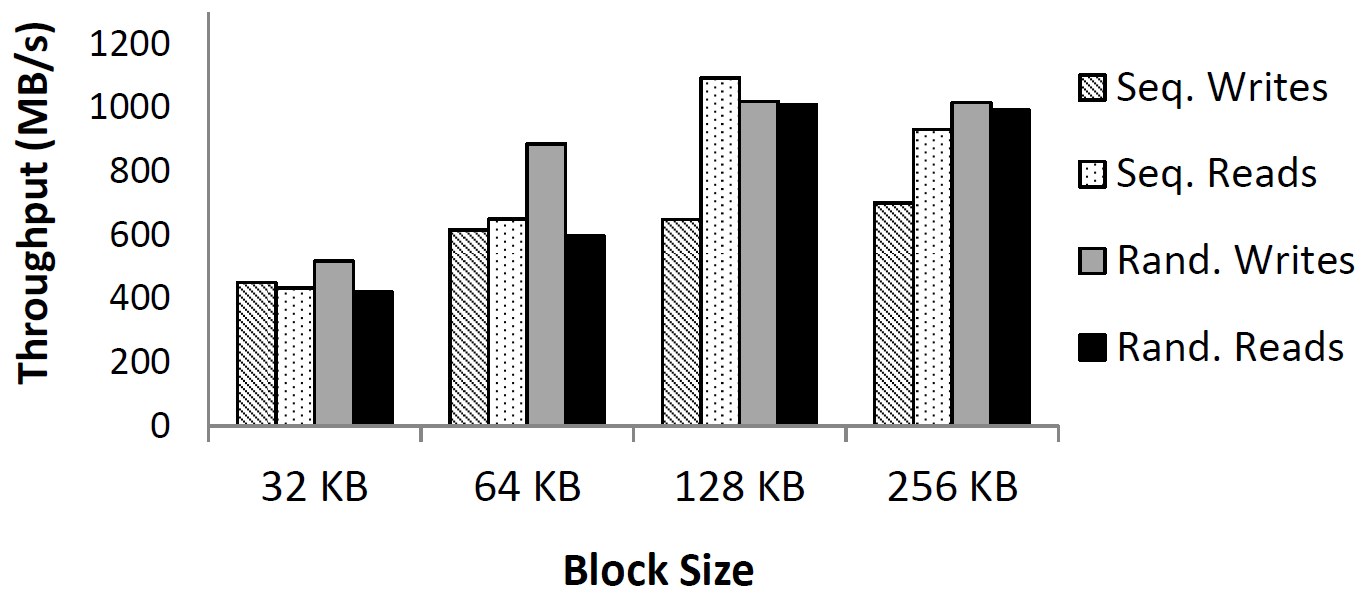 Throughput (MB/s)
1200
1000
800
600
400
200
0
32 KB
64 KB
128 KB
256 KB
Block Size
Seq. Writes
Seq. Reads
Rand. Writes
Rand. Reads